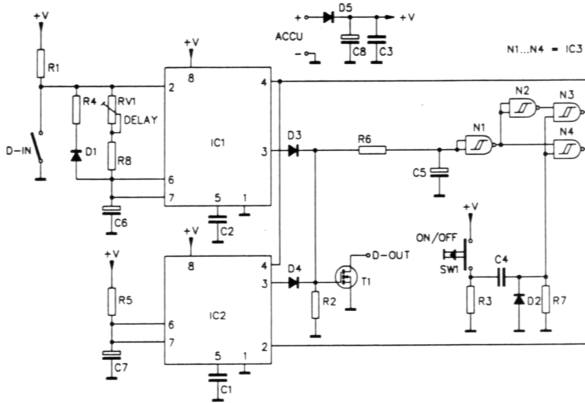 +V
R1
D-IN
R4
RV1
DELAY
D1
R8
C6
+V
8
2
4
IC1
3
6
7
5
1
C2
D3
R6
C5
+
D5
+V
ACCU
-
C8
C3
N1...N4 = IC3
N1
N2
N3
N4
+V
R5
C7
+V
8
4
3
IC2
6
7
2
5
1
C1
D4
R2
D-OUT
T1
+V
ON/OFF
SW1
C4
R3
D2
R7